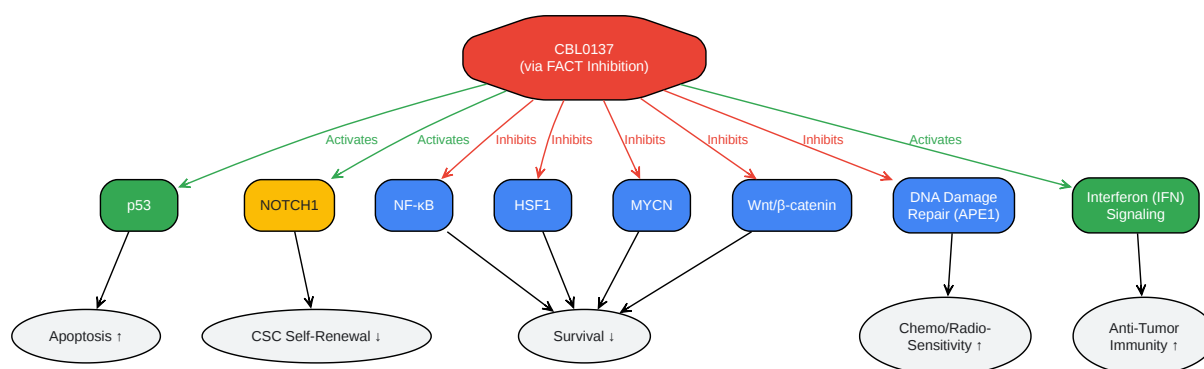 CBL0137
(via FACT Inhibition)
Activates
Activates
Inhibits
Inhibits
Inhibits
Inhibits
Inhibits
Activates
p53
NOTCH1
NF-κB
HSF1
MYCN
Wnt/β-catenin
DNA Damage
Repair (APE1)
Interferon (IFN)
Signaling
Apoptosis ↑
CSC Self-Renewal ↓
Survival ↓
Chemo/Radio-
Sensitivity ↑
Anti-Tumor
Immunity ↑